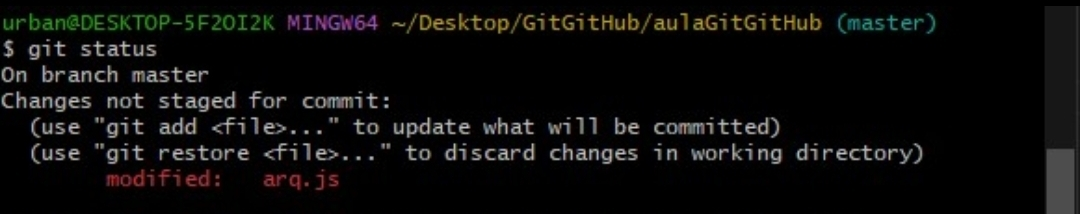 urban@DESKTOP-5F2OI2K MINGW64 ~/Desktop/GitGitHub/aulaGitGitHub (master)
$ git status
On branch master
Changes not staged for commit:
  (use "git add <file>..." to update what will be committed)
  (use "git restore <file>..." to discard changes in working directory)
        modified:   arq.js